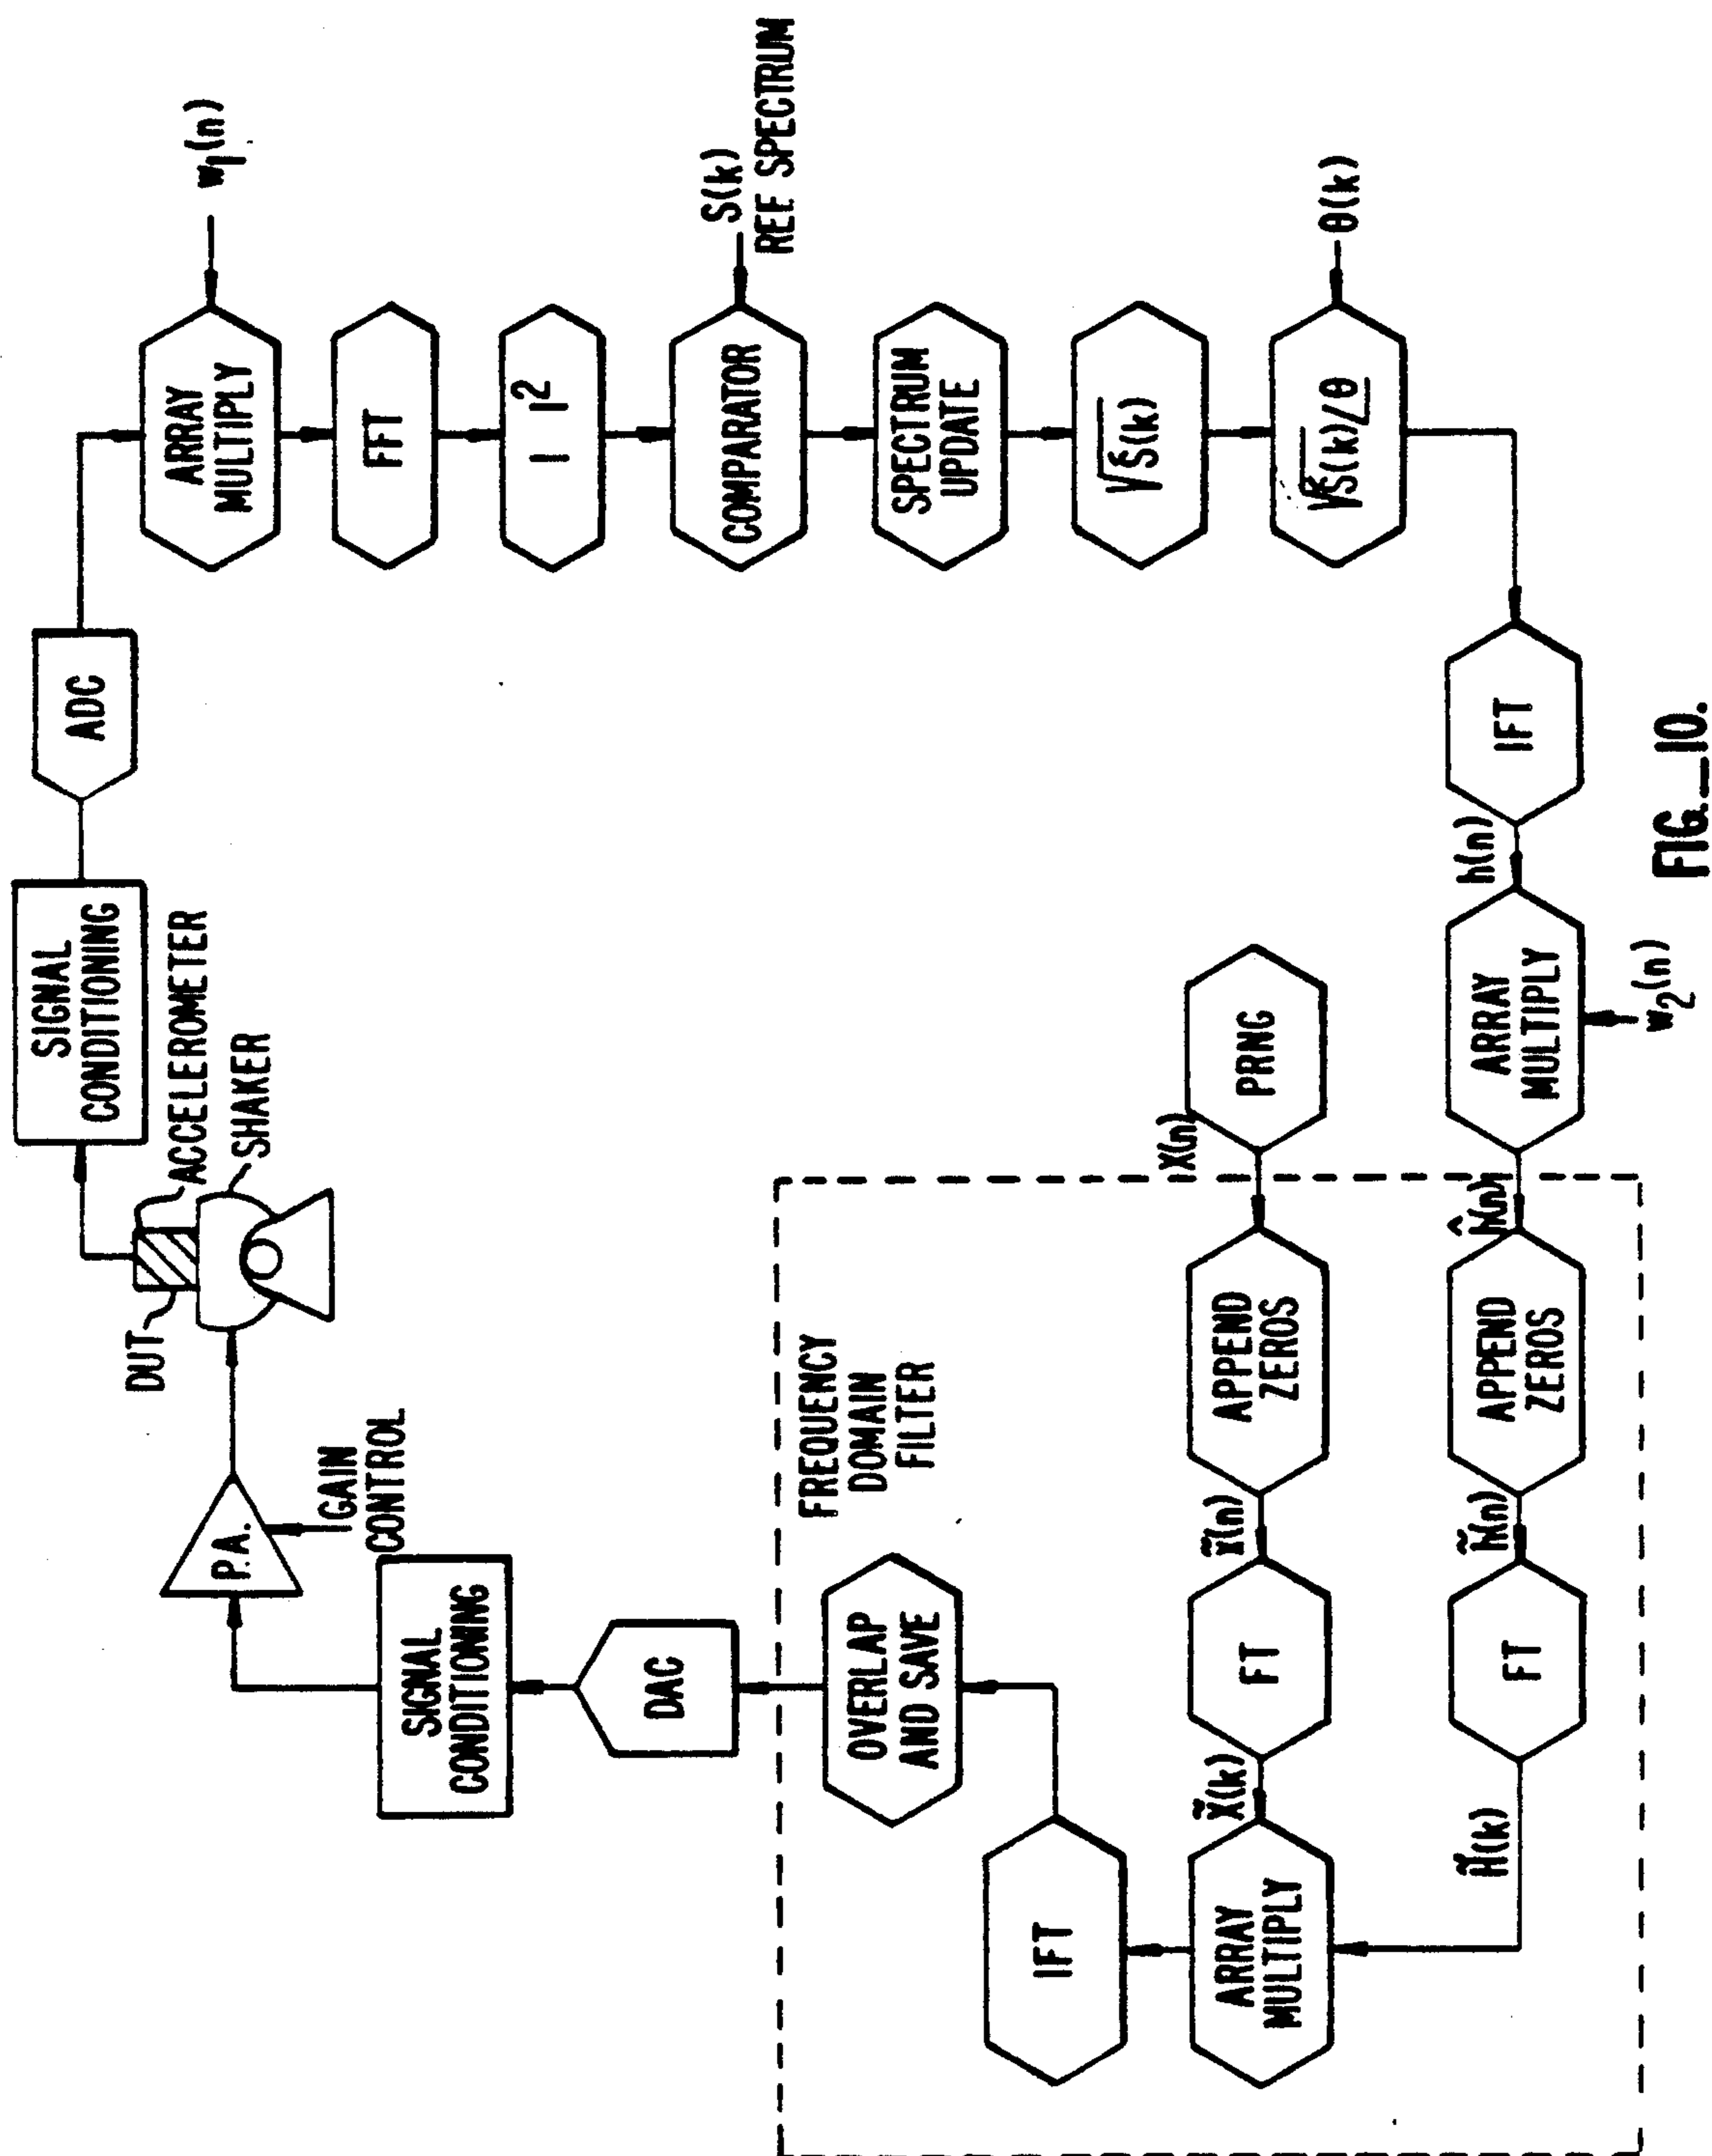 SIGNAL
CONDITIONING
ADC
ACCELEROMETER
SHAKER
DUT
P.A.
GAIN
CONTROL
SIGNAL
CONDITIONING
DAC
ARRAY
MULTIPLY
w₁(n)
FFT
| |²
COMPARATOR
S(k)
REF SPECTRUM
SPECTRUM
UPDATE
θ(k)
IFT
h(n)
ARRAY
MULTIPLY
w₂(n)
PRNG
X(n)
FREQUENCY
DOMAIN
FILTER
OVERLAP
AND SAVE
IFT
APPEND
ZEROS
x̃(n)
FT
X̃(k)
ARRAY
MULTIPLY
ĥ(n)
APPEND
ZEROS
h̃(n)
FT
H̃(k)
FIG._10.